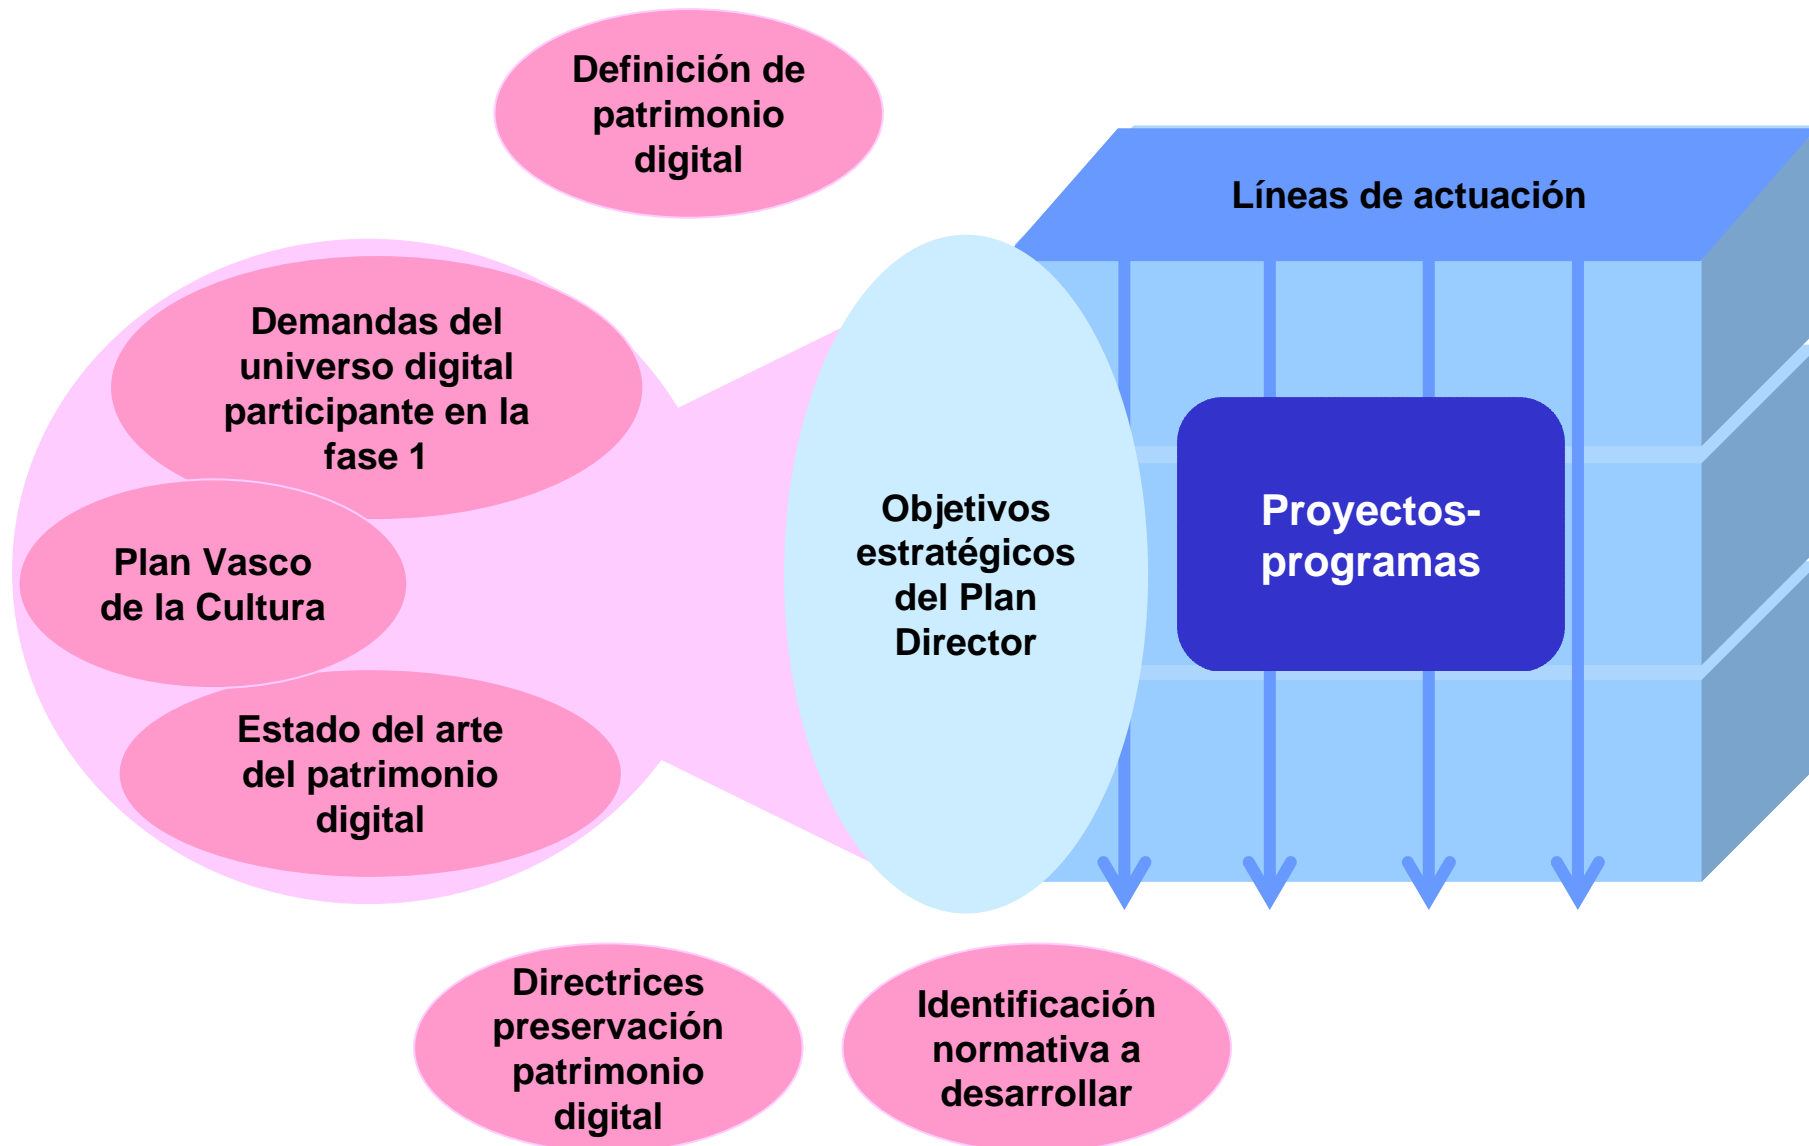 Definición de
patrimonio
digital
Líneas de actuación
Demandas del
universo digital
participante en la
fase 1
Plan Vasco
de la Cultura
Estado del arte
del patrimonio
digital
Objetivos
estratégicos
del Plan
Director
Proyectos-
programas
Directrices
preservación
patrimonio
digital
Identificación
normativa a
desarrollar